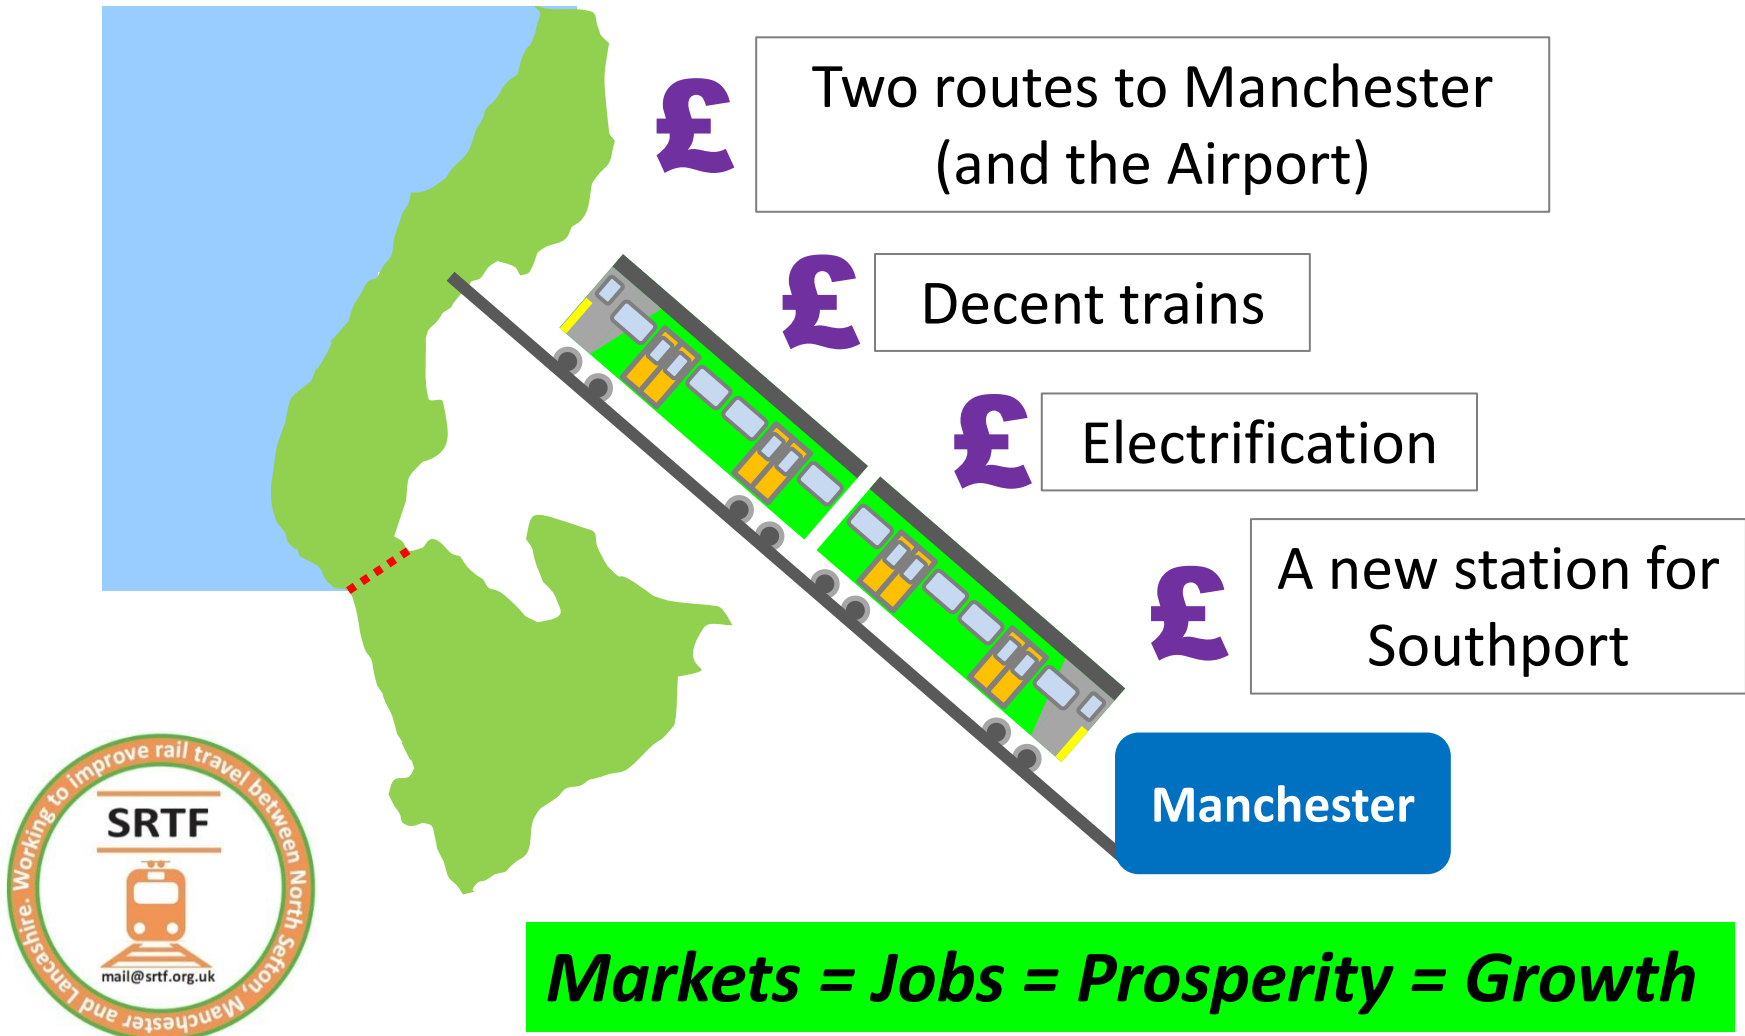 £
Two routes to Manchester
(and the Airport)
£
Decent trains
£
Electrification
£
A new station for
Southport
Manchester
Working to improve rail travel between North Sefton, Manchester and Lancashire.
SRTF
mail@srtf.org.uk
Markets = Jobs = Prosperity = Growth